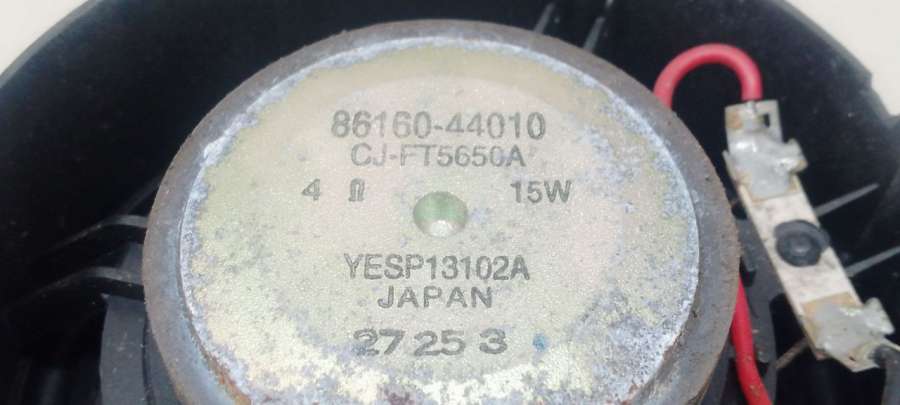 86160-44010
CJ-FT5650A
4 Ω 15W
YESP13102A
JAPAN
27 25 3